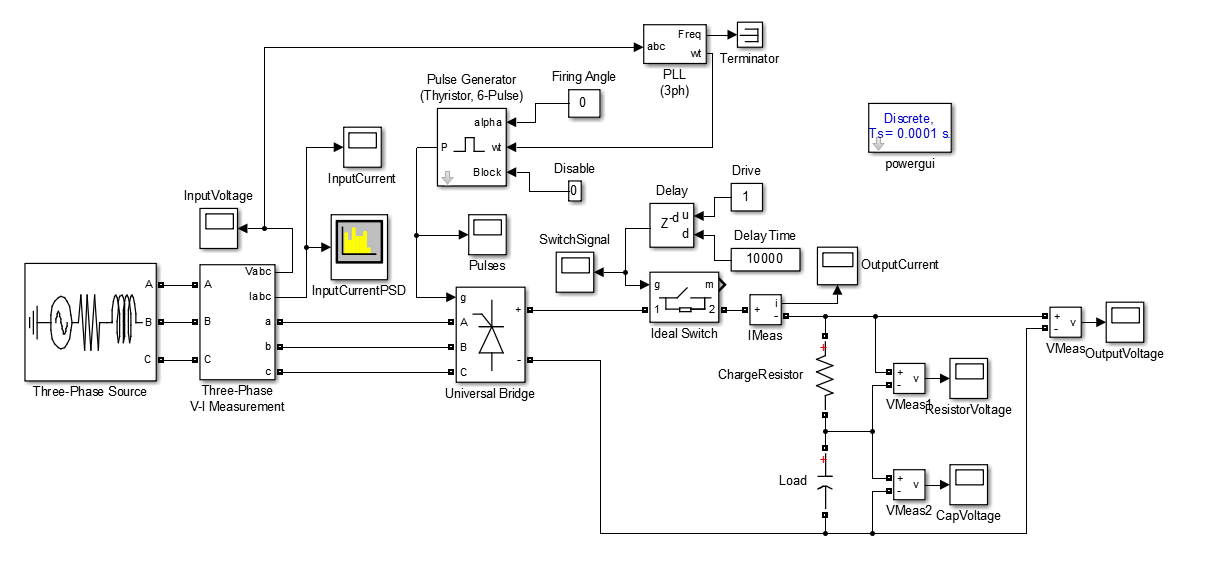 Freq
abc
wt
Terminator
PLL
(3ph)
Pulse Generator
(Thyristor, 6-Pulse)
Firing Angle
0
alpha
P
wt
Block
Discrete,
Ts = 0.0001 s.
powergui
InputCurrent
Disable
0
InputVoltage
Delay
Drive
1
Z-d
u
d
SwitchSignal
Delay Time
10000
Pulses
InputCurrentPSD
OutputCurrent
Vabc
A
A
Iabc
g
g
m
B
B
a
A
+
1
2
+
i
-
Ideal Switch
IMeas
+
-
v
VMeas
OutputVoltage
b
B
C
C
c
C
-
Three-Phase Source
Three-Phase
V-I Measurement
Universal Bridge
+
ChargeResistor
+
-
v
VMeas1
ResistorVoltage
+
Load
+
-
v
VMeas2
CapVoltage